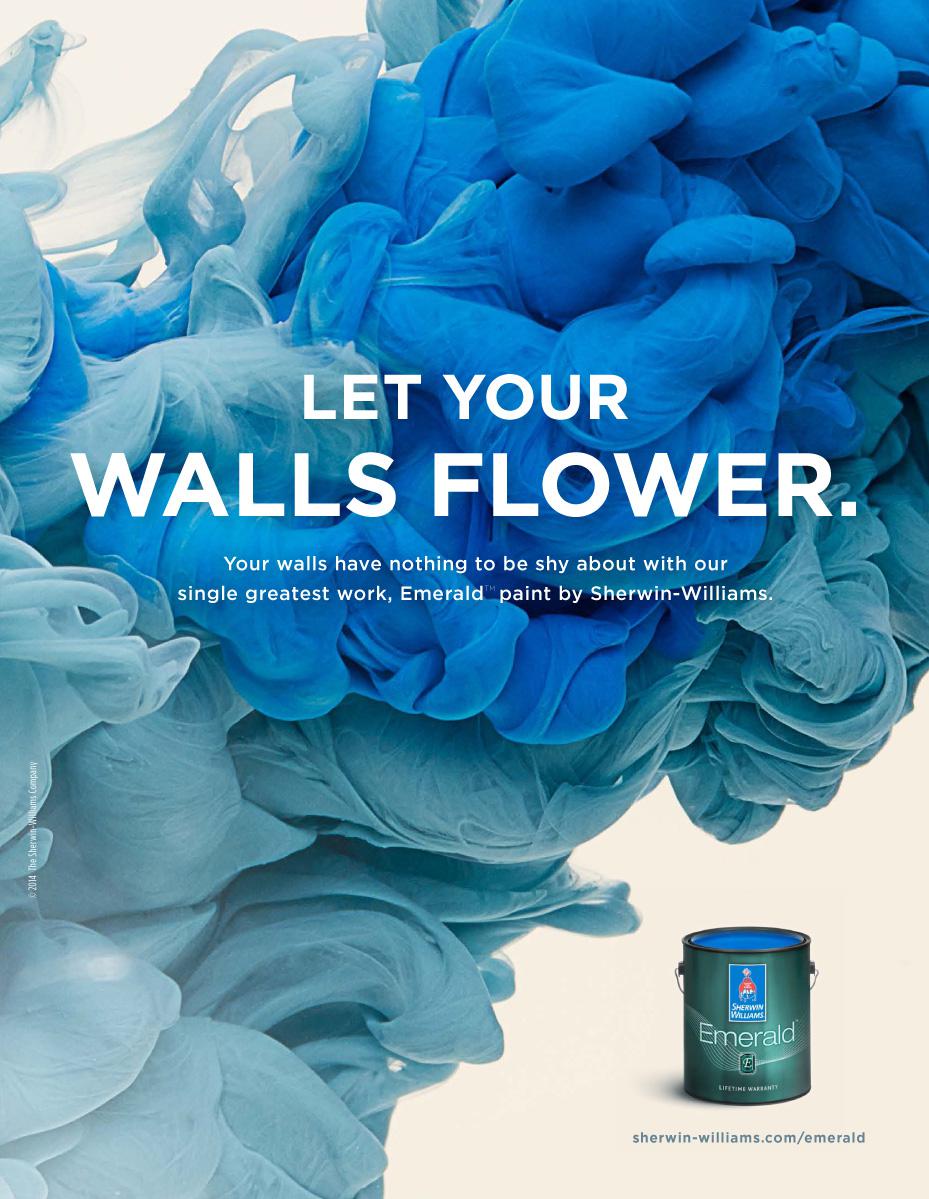 LET YOUR
WALLS FLOWER.
Your walls have nothing to be shy about with our
single greatest work, Emerald™ paint by Sherwin-Williams.
© 2014 The Sherwin-Williams Company
SHERWIN
WILLIAMS
Emerald™
E
LIFETIME WARRANTY
sherwin-williams.com/emerald